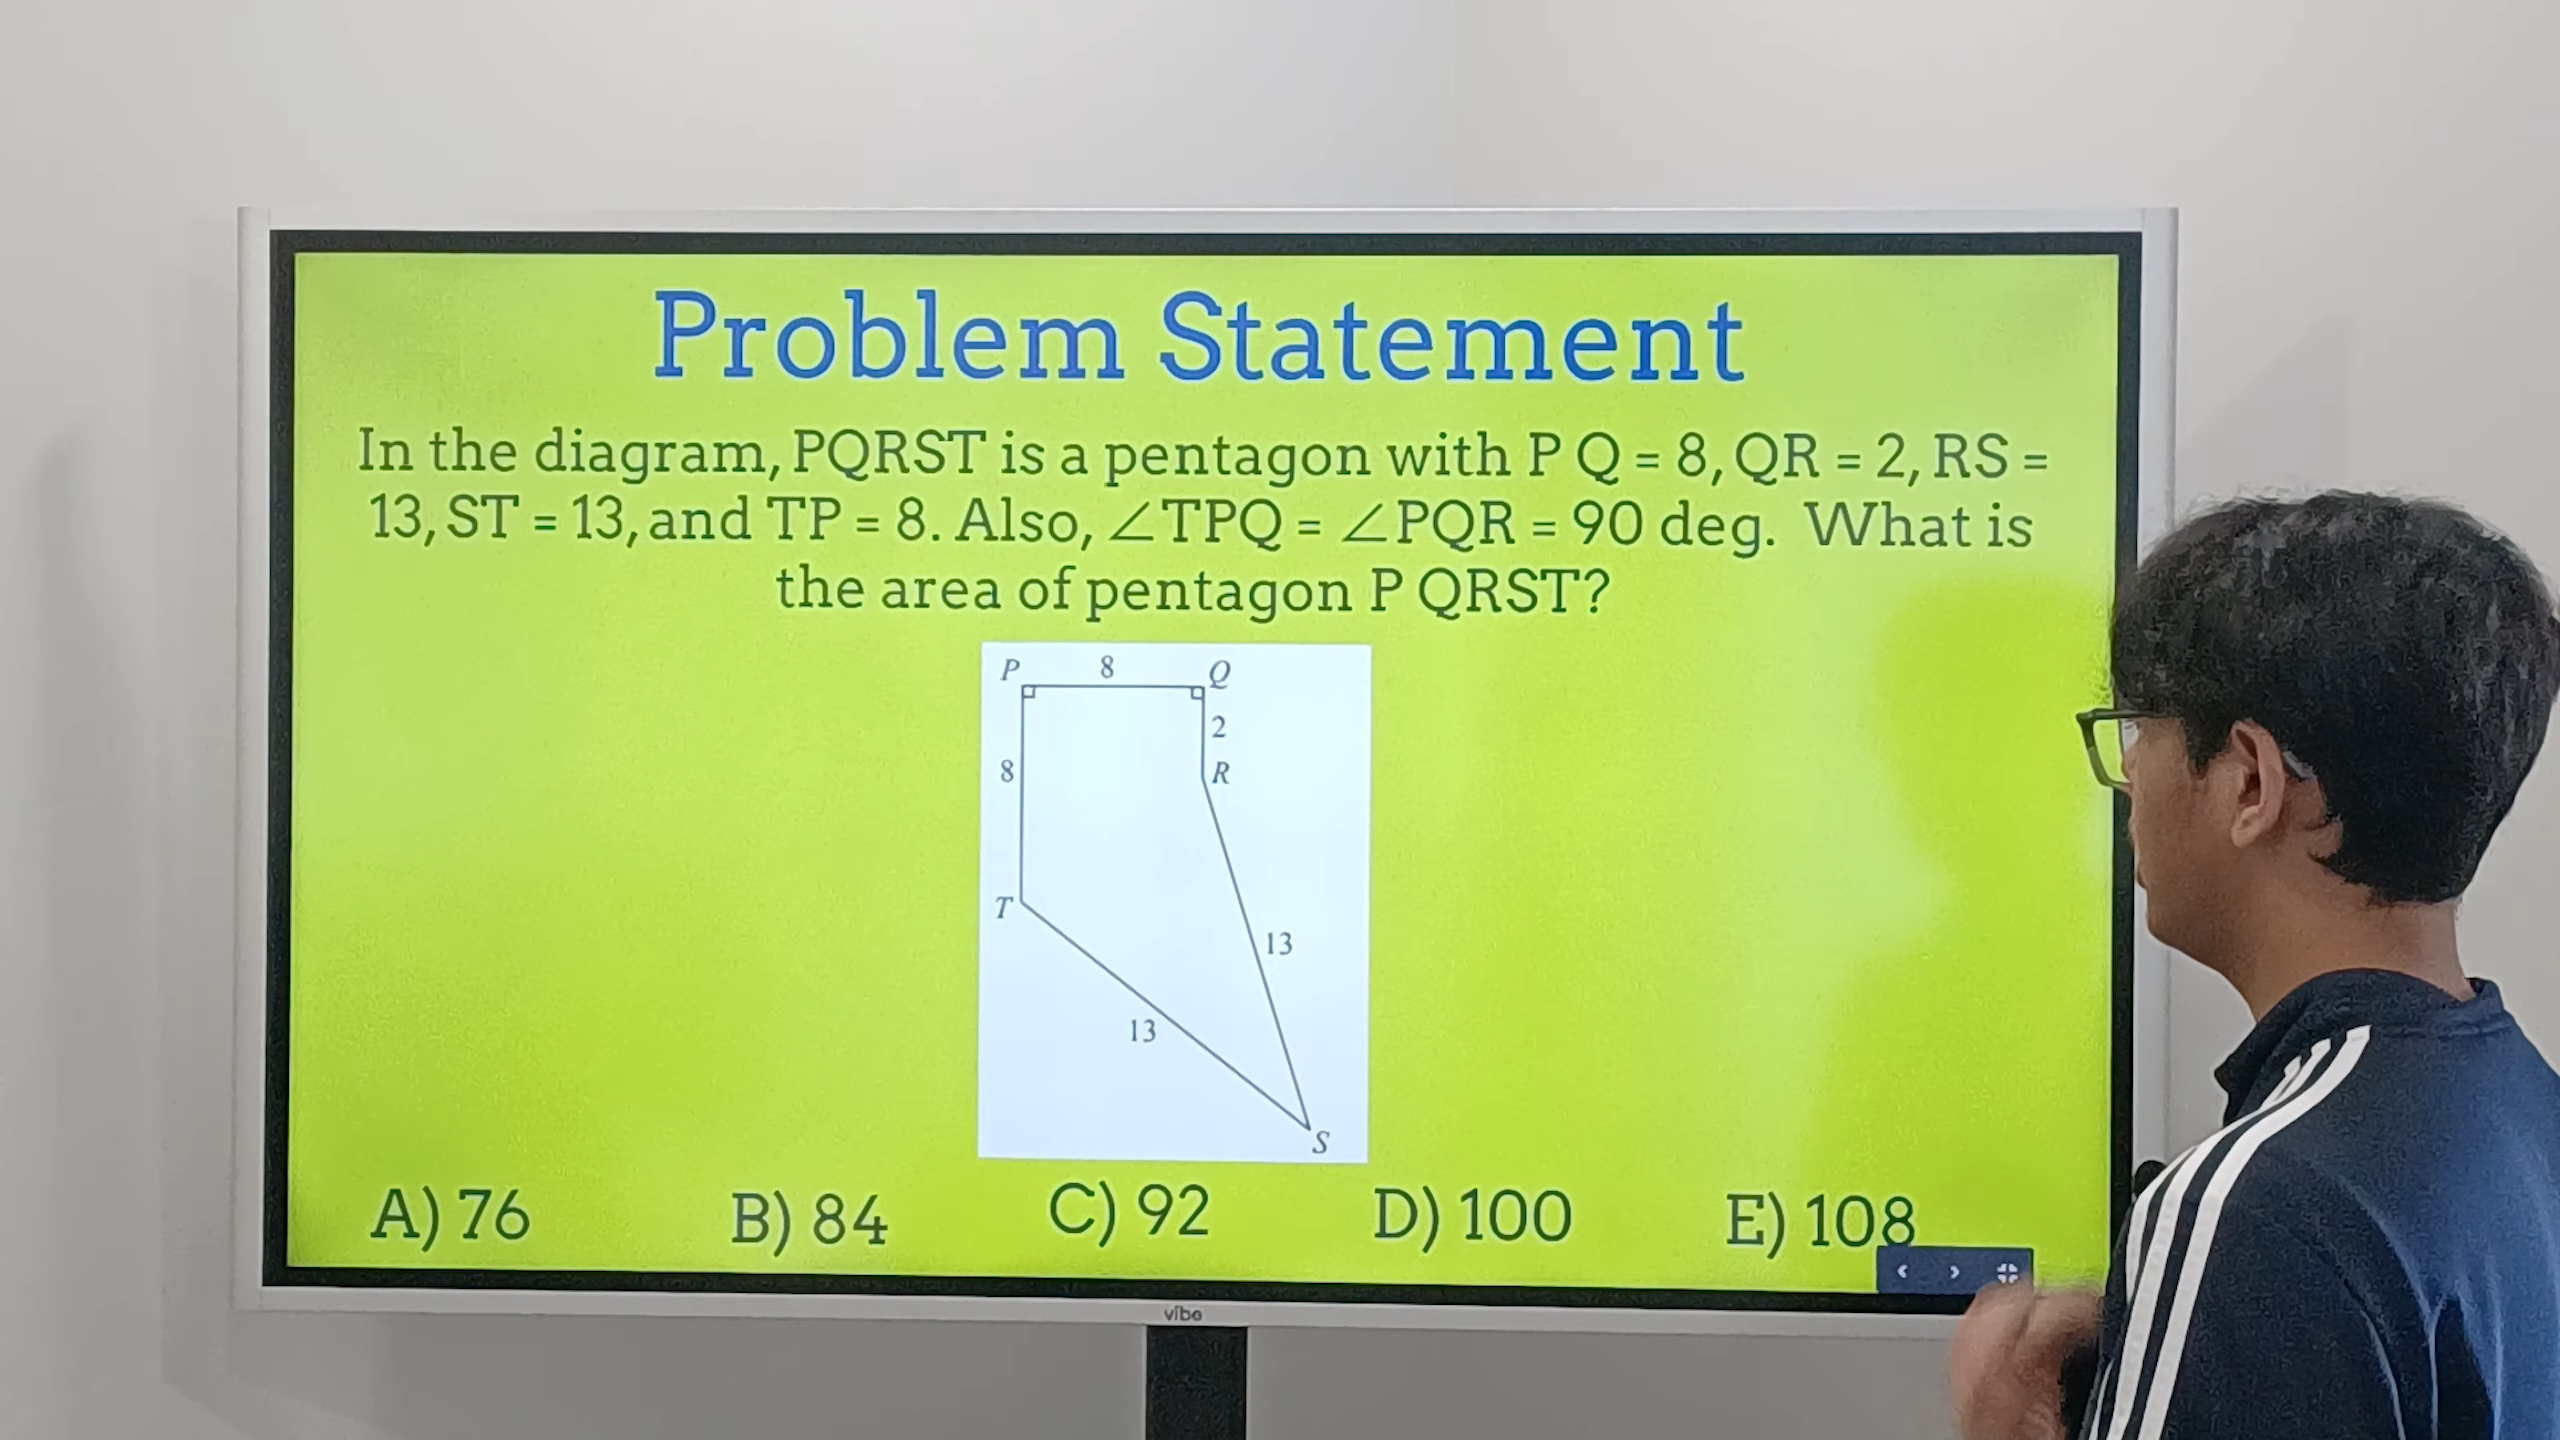 Problem Statement
In the diagram, PQRST is a pentagon with P Q = 8, QR = 2, RS =
13, ST = 13, and TP = 8. Also, ∠TPQ = ∠PQR = 90 deg. What is
the area of pentagon P QRST?
P 8 Q
2
8 R
T
13
13
S
A) 76 B) 84 C) 92 D) 100 E) 108
vibe